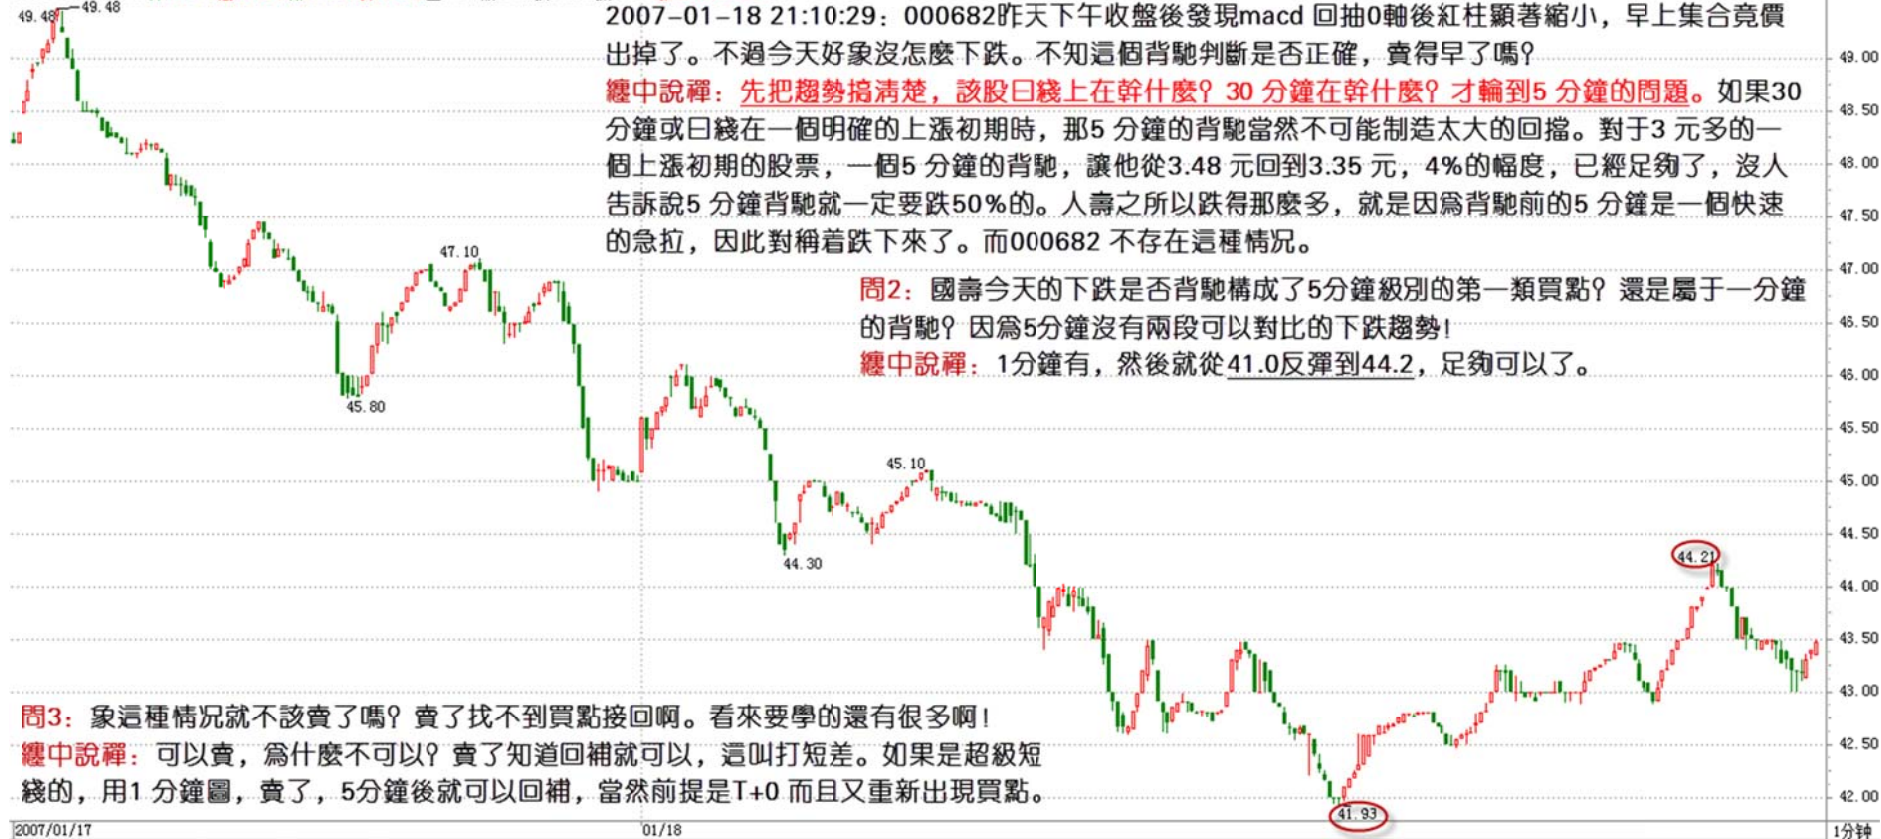 49.48
49.48
2007-01-18 21:10:29：000682昨天下午收盤後發現macd 回抽0軸後紅柱顯著縮小，早上集合竟價
出掉了。不過今天好象沒怎麼下跌。不知這個背馳判斷是否正確，賣得早了嗎？
纏中說禪：先把趨勢搞清楚，該股日綫上在幹什麼？30 分鐘在幹什麼？才輪到5 分鐘的問題。如果30
分鐘或日綫在一個明確的上漲初期時，那5 分鐘的背馳當然不可能制造太大的回擋。對于3 元多的一
個上漲初期的股票，一個5 分鐘的背馳，讓他從3.48 元回到3.35 元，4%的幅度，已經足夠了，沒人
告訴說5 分鐘背馳就一定要跌50%的。人壽之所以跌得那麼多，就是因爲背馳前的5 分鐘是一個快速
的急拉，因此對稱着跌下來了。而000682 不存在這種情况。
問2：國壽今天的下跌是否背馳構成了5分鐘級別的第一類買點？還是屬于一分鐘
的背馳？因爲5分鐘沒有兩段可以對比的下跌趨勢！
纏中說禪：1分鐘有，然後就從41.0反彈到44.2，足夠可以了。
47.10
45.80
45.10
44.30
44.21
41.93
問3：象這種情况就不該賣了嗎？賣了找不到買點接回啊。看來要學的還有很多啊！
纏中說禪：可以賣，爲什麼不可以？賣了知道回補就可以，這叫打短差。如果是超級短
綫的，用1 分鐘圖，賣了，5分鐘後就可以回補，當然前提是T+0 而且又重新出現買點。
49.00
48.50
48.00
47.50
47.00
46.50
46.00
45.50
45.00
44.50
44.00
43.50
43.00
42.50
42.00
2007/01/17
01/18
1分钟